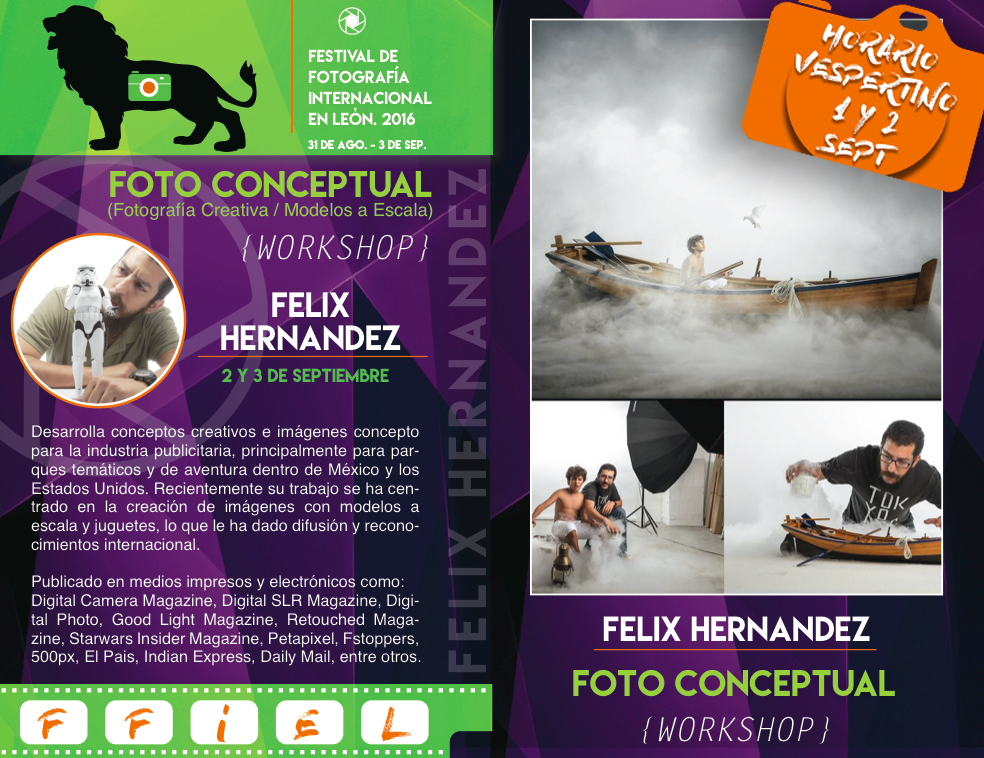 FESTIVAL DE
FOTOGRAFÍA
INTERNACIONAL
EN LEÓN. 2016
31 DE AGO. - 3 DE SEP.
FOTO CONCEPTUAL
(Fotografía Creativa / Modelos a Escala)
{WORKSHOP}
FELIX
HERNANDEZ
2 Y 3 DE SEPTIEMBRE
Desarrolla conceptos creativos e imágenes concepto
para la industria publicitaria, principalmente para par-
ques temáticos y de aventura dentro de México y los
Estados Unidos. Recientemente su trabajo se ha cen-
trado en la creación de imágenes con modelos a
escala y juguetes, lo que le ha dado difusión y recono-
cimientos internacional.
Publicado en medios impresos y electrónicos como:
Digital Camera Magazine, Digital SLR Magazine, Digi-
tal Photo, Good Light Magazine, Retouched Maga-
zine, Starwars Insider Magazine, Petapixel, Fstoppers,
500px, El Pais, Indian Express, Daily Mail, entre otros.
FELIX HERNANDEZ
F F i E L
HORARIO
VESPERTINO
1 Y 2
SEPT
TOK
YO
FELIX HERNANDEZ
FOTO CONCEPTUAL
{WORKSHOP}